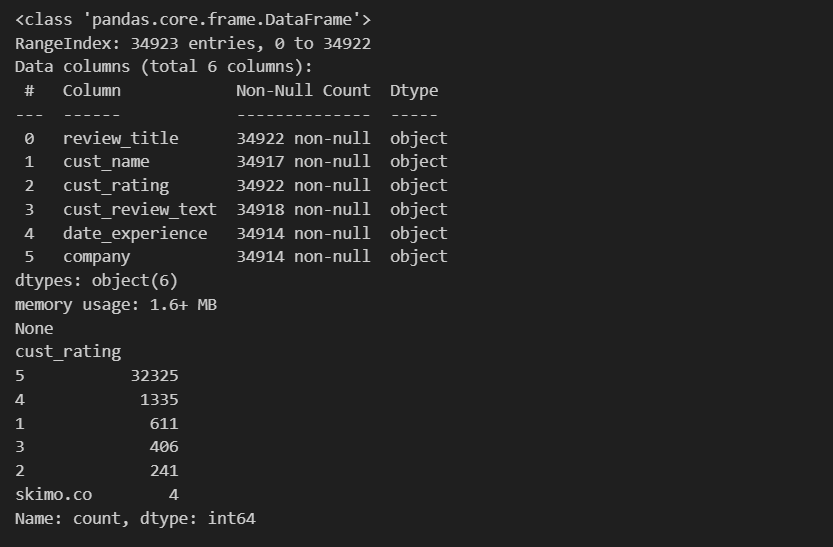 <class 'pandas.core.frame.DataFrame'>
RangeIndex: 34923 entries, 0 to 34922
Data columns (total 6 columns):
 #   Column            Non-Null Count  Dtype
---  ------            --------------  -----
 0   review_title      34922 non-null  object
 1   cust_name         34917 non-null  object
 2   cust_rating       34922 non-null  object
 3   cust_review_text  34918 non-null  object
 4   date_experience   34914 non-null  object
 5   company           34914 non-null  object
dtypes: object(6)
memory usage: 1.6+ MB
None
cust_rating
5           32325
4            1335
1             611
3             406
2             241
skimo.co        4
Name: count, dtype: int64